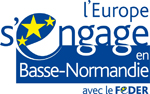 l'Europe
s'engage
en
Basse-Normandie
avec le FEDER